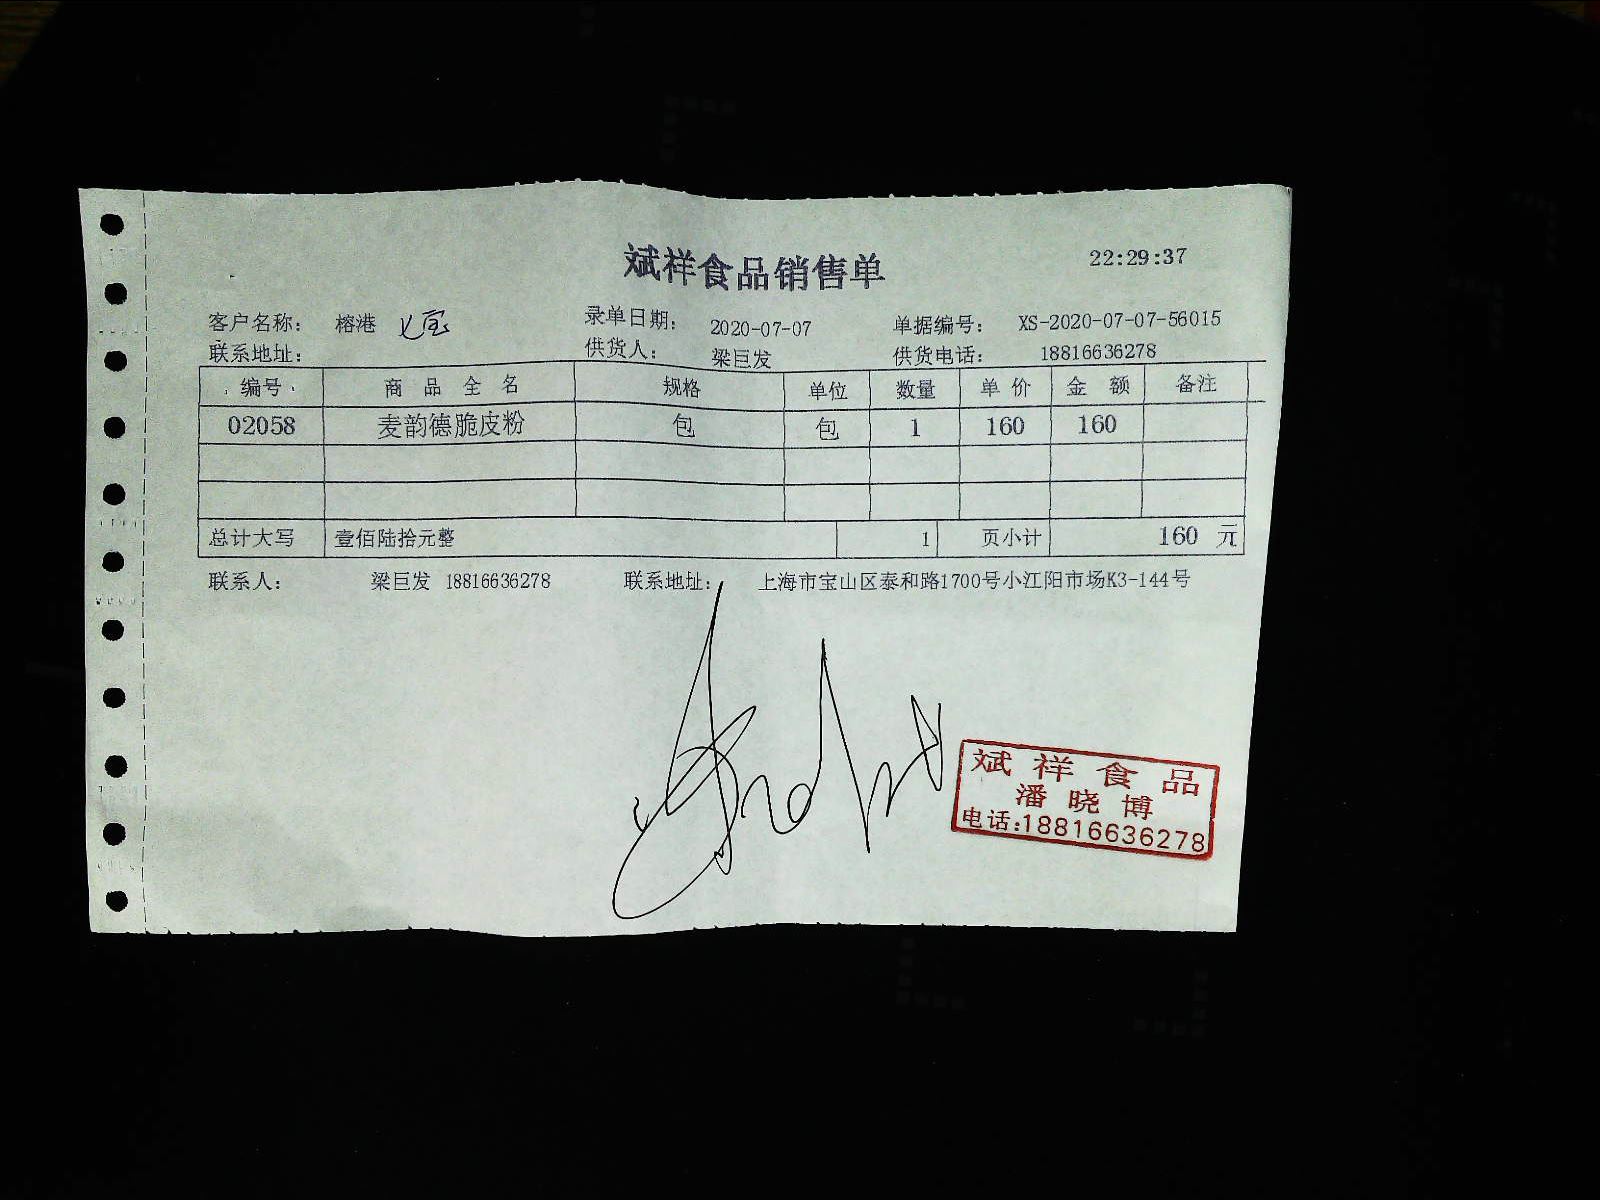 斌祥食品销售单
22:29:37
客户名称： 榕港 录单日期： 2020-07-07 单据编号： XS-2020-07-07-56015
联系地址： 供货人： 梁巨发 供货电话： 18816636278
编号 商品全名 规格 单位 数量 单价 金额 备注
02058 麦韵德脆皮粉 包 包 1 160 160
总计大写 壹佰陆拾元整 1 页小计 160 元
联系人： 梁巨发 18816636278 联系地址： 上海市宝山区泰和路1700号小江阳市场K3-144号
斌祥食品
潘晓博
电话:18816636278